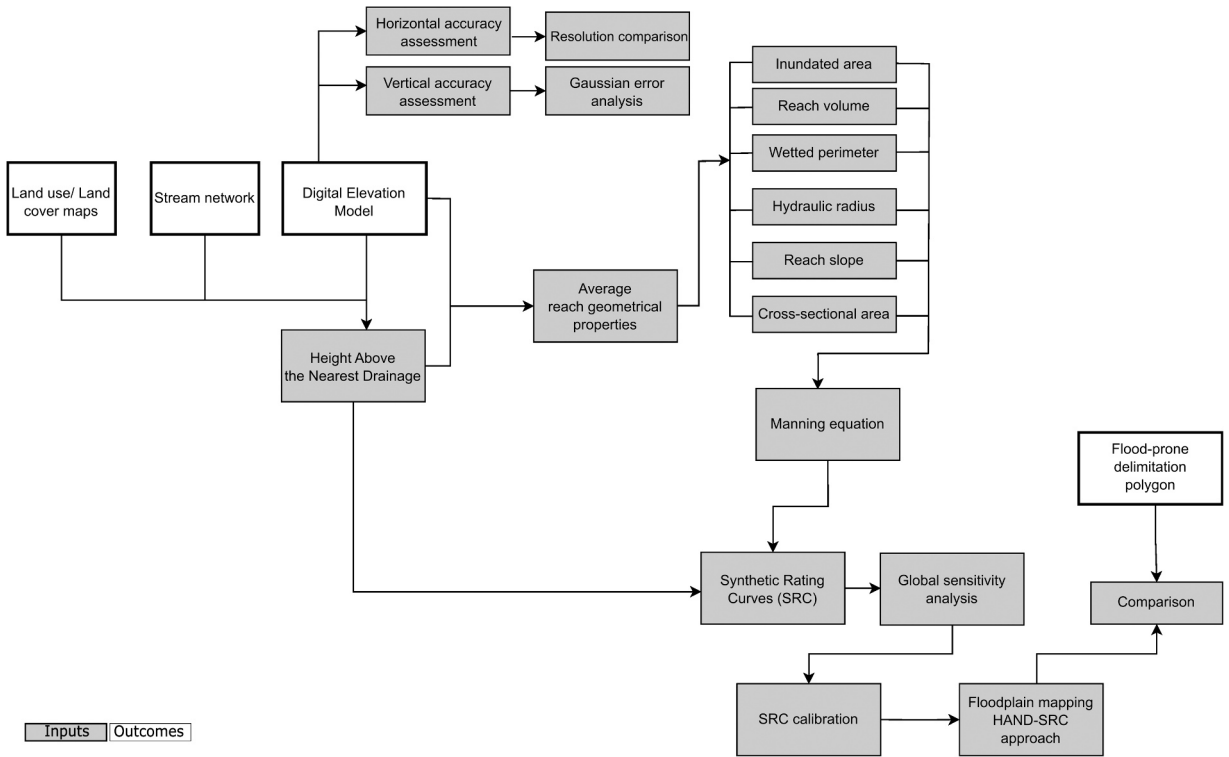 Horizontal accuracy
assessment
Resolution comparison
Vertical accuracy
assessment
Gaussian error
analysis
Inundated area
Reach volume
Wetted perimeter
Hydraulic radius
Reach slope
Cross-sectional area
Land use/ Land
cover maps
Stream network
Digital Elevation
Model
Average
reach geometrical
properties
Height Above
the Nearest Drainage
Manning equation
Flood-prone
delimitation
polygon
Synthetic Rating
Curves (SRC)
Global sensitivity
analysis
Comparison
SRC calibration
Floodplain mapping
HAND-SRC
approach
Inputs
Outcomes